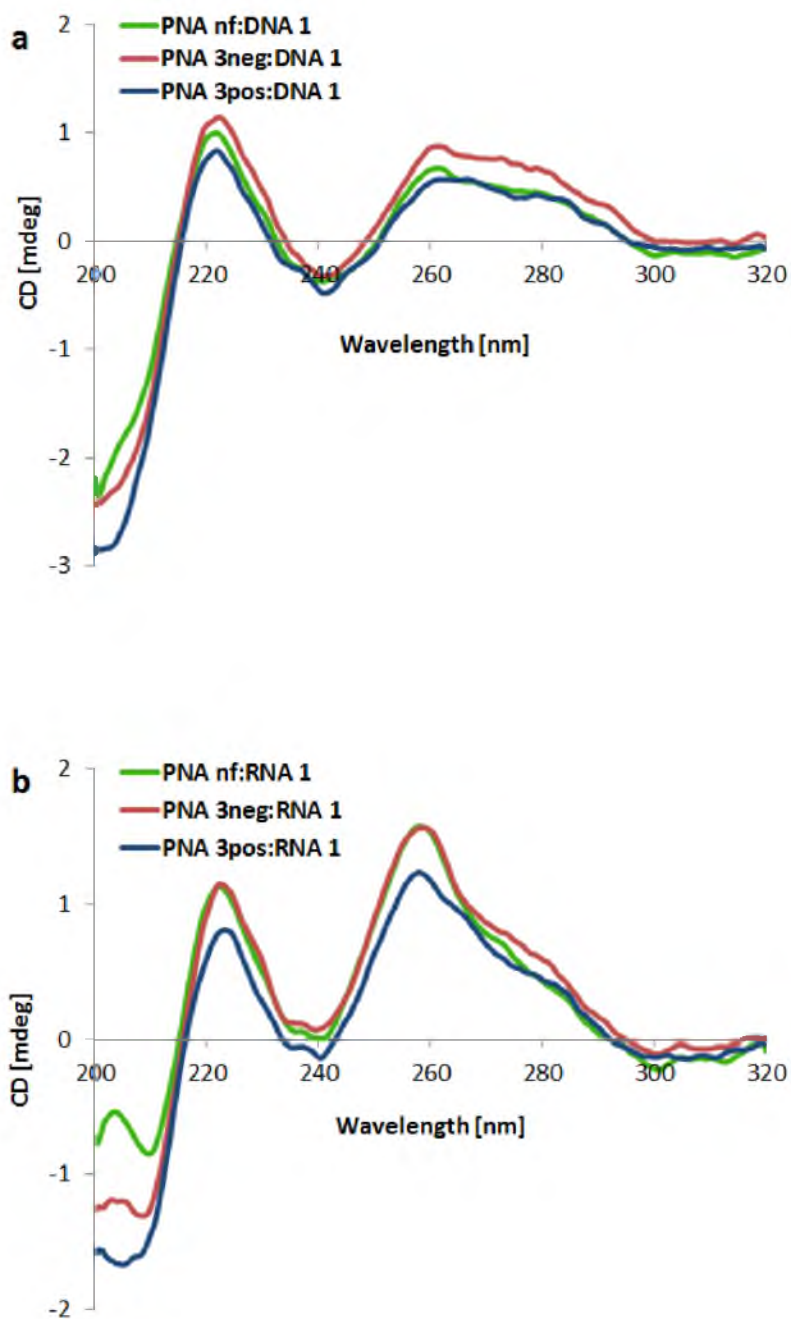 a
PNA nf:DNA 1
PNA 3neg:DNA 1
PNA 3pos:DNA 1
2
1
0
-1
-2
-3
CD [mdeg]
200 220 240 260 280 300 320
Wavelength [nm]
b
PNA nf:RNA 1
PNA 3neg:RNA 1
PNA 3pos:RNA 1
2
1
0
-1
-2
CD [mdeg]
200 220 240 260 280 300 320
Wavelength [nm]